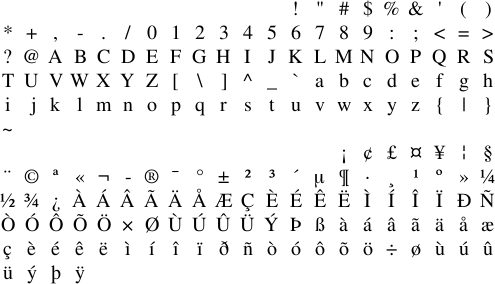 ! " # $ % & ' ( )
* + , - . / 0 1 2 3 4 5 6 7 8 9 : ; < = >
? @ A B C D E F G H I J K L M N O P Q R S
T U V W X Y Z [ \ ] ^ _ ` a b c d e f g h
i j k l m n o p q r s t u v w x y z { | }
~
¡ ¢ £ ¤ ¥ ¦ §
¨ © ª « ¬ - ® ¯ ° ± ² ³ ´ µ ¶ · ¸ ¹ º » ¼
½ ¾ ¿ À Á Â Ã Ä Å Æ Ç È É Ê Ë Ì Í Î Ï Ð Ñ
Ò Ó Ô Õ Ö × Ø Ù Ú Û Ü Ý Þ ß à á â ã ä å æ
ç è é ê ë ì í î ï ð ñ ò ó ô õ ö ÷ ø ù ú û
ü ý þ ÿ